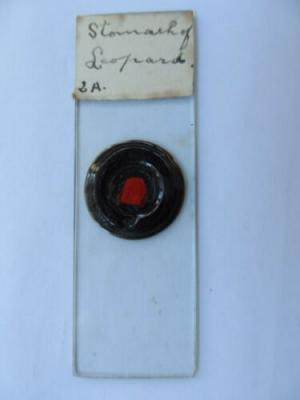 Stomach of
Leopard.
2A.